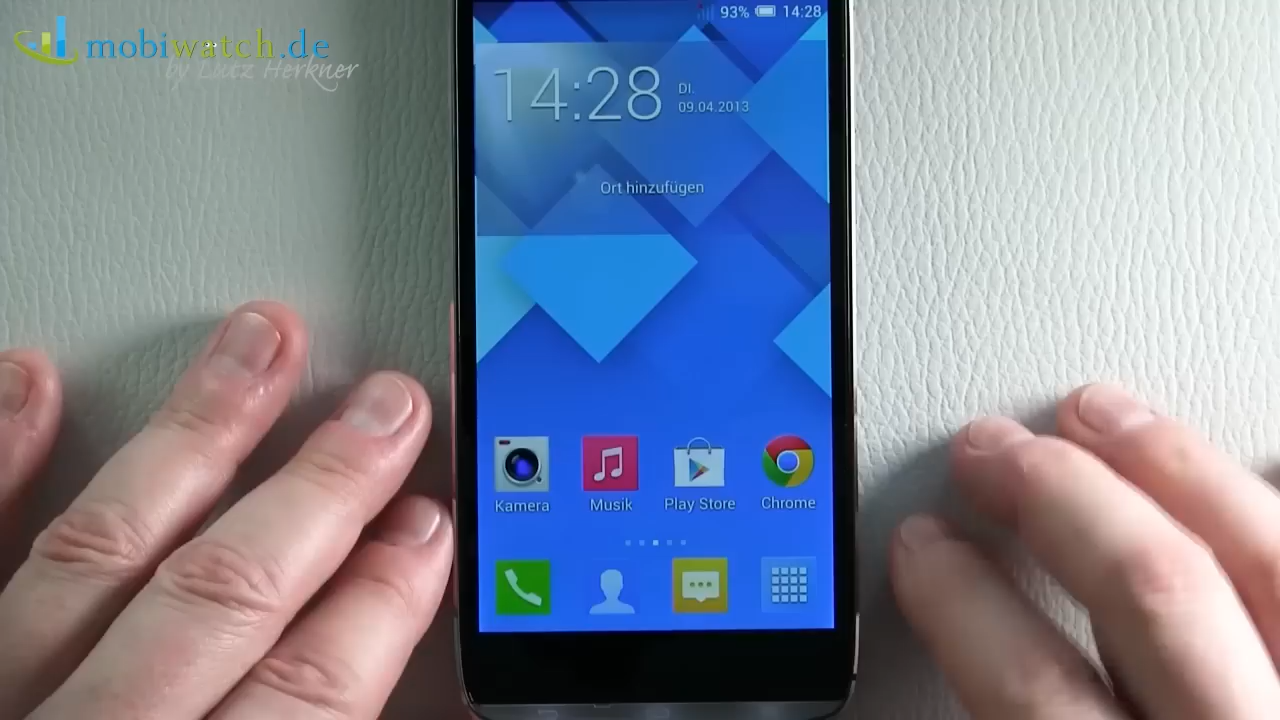 mobiwatch.de
by Lutz Herkner
93% 14:28
14:28
DI.
09.04.2013
Ort hinzufügen
Kamera Musik Play Store Chrome